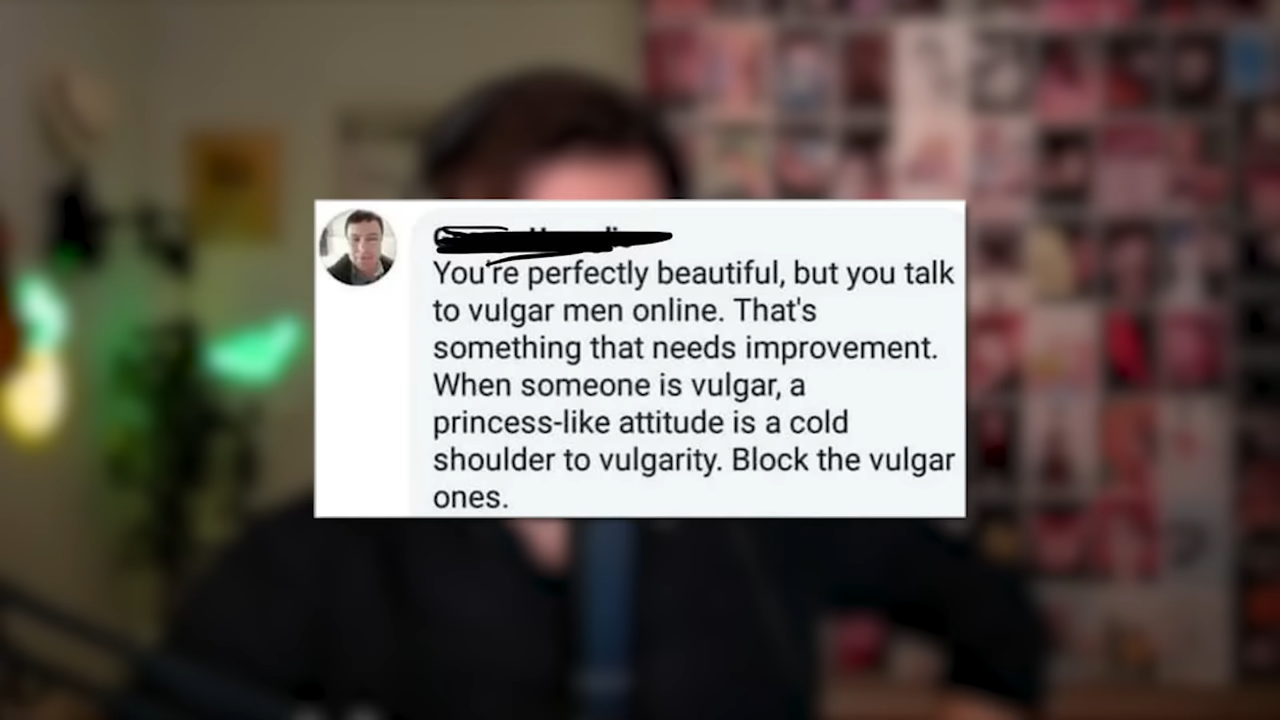 You're perfectly beautiful, but you talk
to vulgar men online. That's
something that needs improvement.
When someone is vulgar, a
princess-like attitude is a cold
shoulder to vulgarity. Block the vulgar
ones.